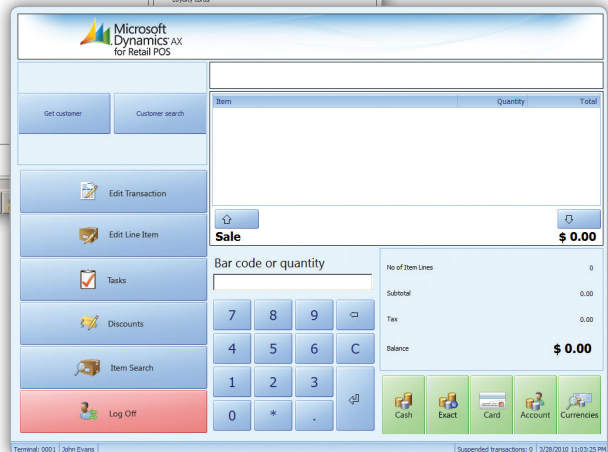 Loyalty cards
Microsoft
Dynamics AX
for Retail POS
Get customer
Customer search
Item Quantity Total
Edit Transaction
Edit Line Item
Tasks
Discounts
Item Search
Log Off
Sale $ 0.00
Bar code or quantity
7 8 9
4 5 6 C
1 2 3
0 * .
No of Item Lines 0
Subtotal 0.00
Tax 0.00
Balance $ 0.00
Cash Exact Card Account Currencies
Terminal: 0001 John Evans Suspended transactions: 0 3/28/2010 11:03:25 PM